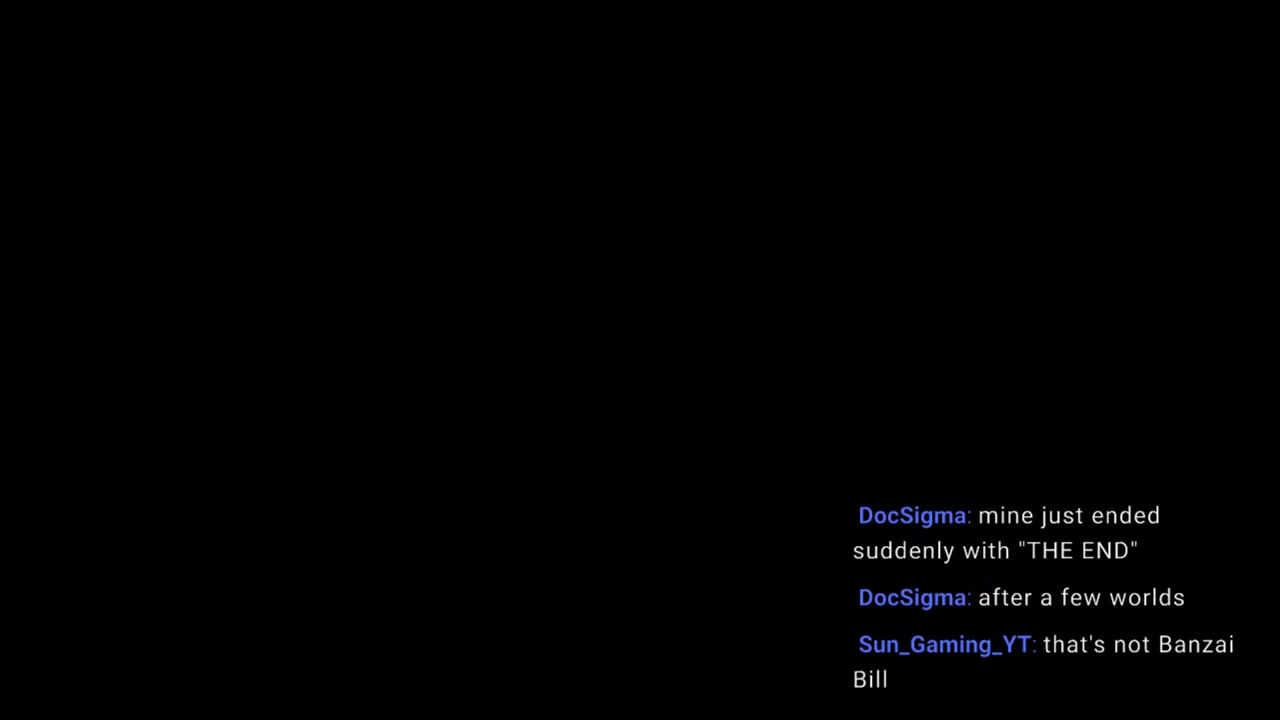 DocSigma: mine just ended
suddenly with "THE END"
DocSigma: after a few worlds
Sun_Gaming_YT: that's not Banzai
Bill